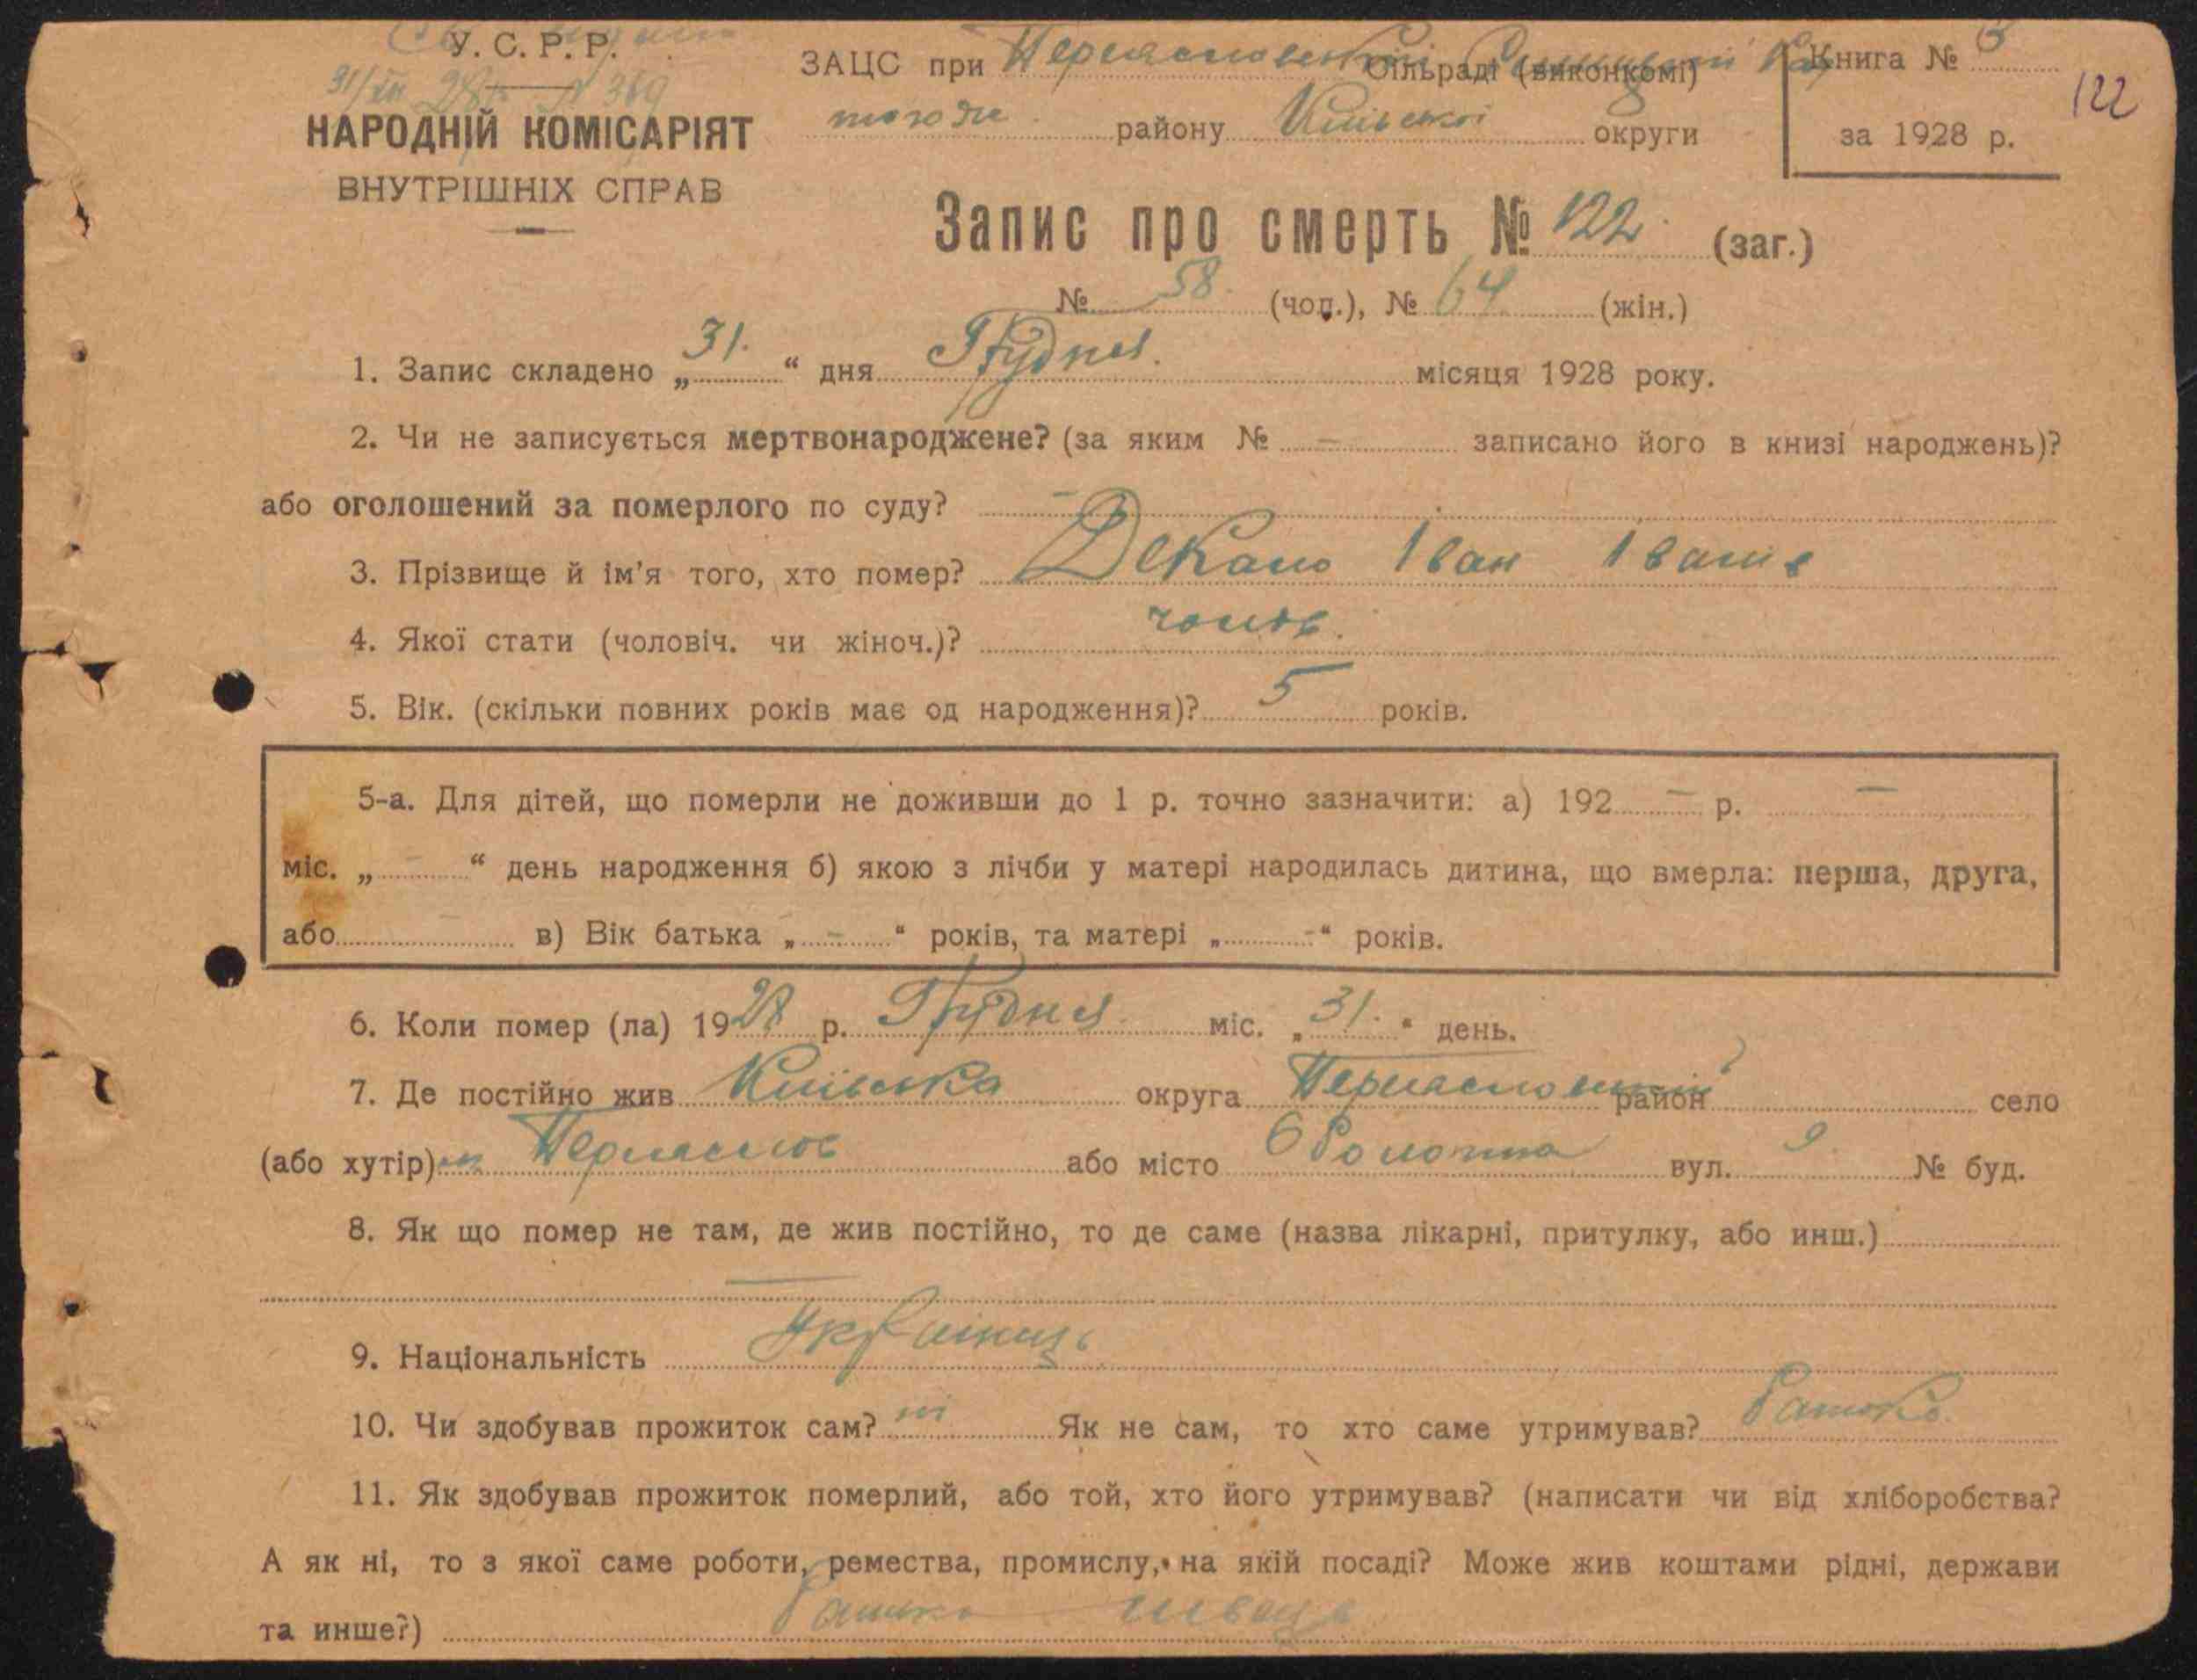 У.С.Р.Р.
31/XII 28 № 369
НАРОДНІЙ КОМІСАРІЯТ
ВНУТРІШНІХ СПРАВ
ЗАЦС при Переяславській Сільраді (виконкомі)
тогоже району Київської округи
Книга №
за 1928 р.
122
Запис про смерть № 122. (заг.)
№ 58. (чол.), № 64 (жін.)
1. Запис складено „31.“ дня Грудня. місяця 1928 року.
2. Чи не записується мертвонароджене? (за яким № – записано його в книзі народжень)?
або оголошений за померлого по суду? –
3. Прізвище й ім'я того, хто помер? Декало Іван Іванів
4. Якої стати (чоловіч. чи жіноч.)? чолов.
5. Вік. (скільки повних років має од народження)? 5 років.
5-а. Для дітей, що померли не доживши до 1 р. точно зазначити: а) 192 – р. –
міс. „ – “ день народження б) якою з лічби у матері народилась дитина, що вмерла: перша, друга,
або в) Вік батька „ – “ років, та матері „ – “ років.
6. Коли помер (ла) 1928 р. Грудня міс. „31.“ день.
7. Де постійно жив Київська округа Переяславський район село
(або хутір) м Переяслов або місто Оболонна вул. 9. № буд.
8. Як що помер не там, де жив постійно, то де саме (назва лікарні, притулку, або инш.)
—
9. Національність Українець
10. Чи здобував прожиток сам? ні Як не сам, то хто саме утримував? батько.
11. Як здобував прожиток померлий, або той, хто його утримував? (написати чи від хліборобства?
А як ні, то з якої саме роботи, ремества, промислу, на якій посаді? Може жив коштами рідні, держави
та инше?) батько швець